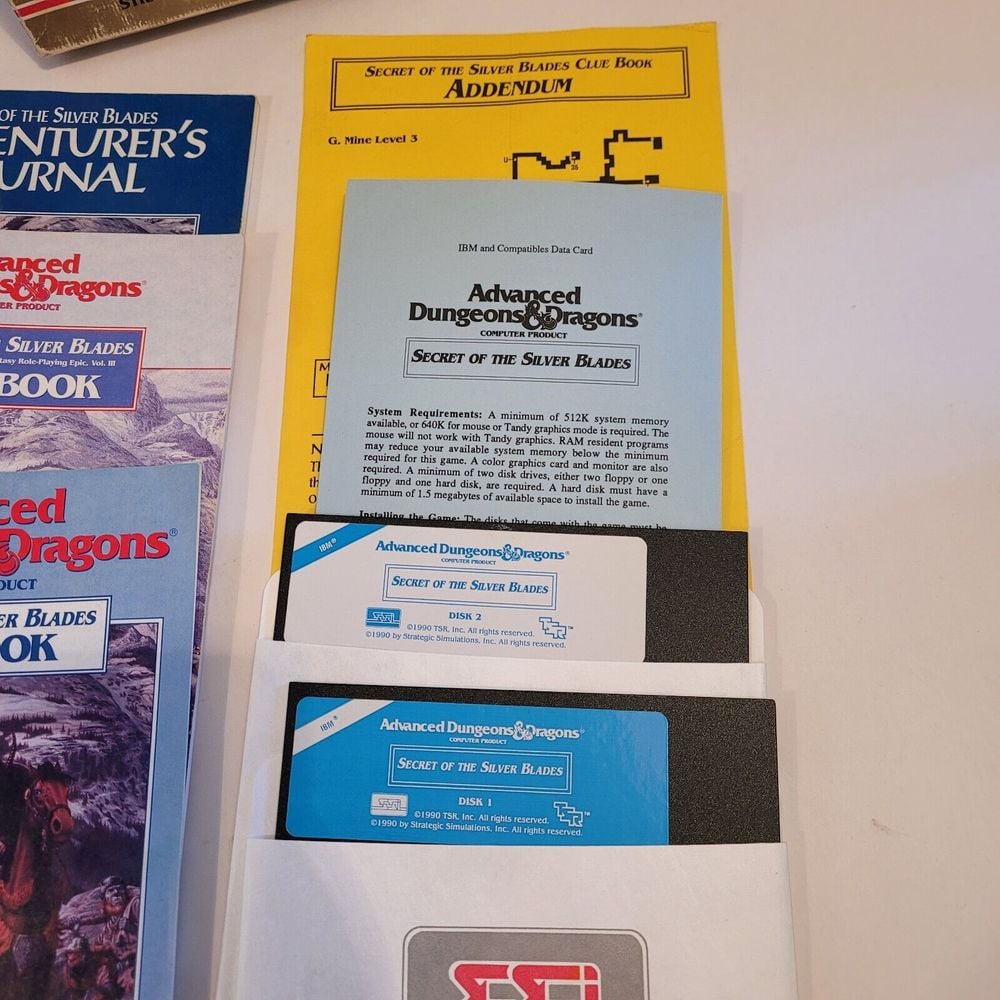 OF THE SILVER BLADES
ENTURER'S
URNAL
anced
s & Dragons®
ER PRODUCT
SILVER BLADES
tasy Role-Playing Epic, Vol. III
BOOK
ced
Dragons®
DUCT
ER BLADES
OK
SECRET OF THE SILVER BLADES CLUE BOOK
ADDENDUM
G. Mine Level 3
IBM and Compatibles Data Card
Advanced
Dungeons & Dragons®
COMPUTER PRODUCT
SECRET OF THE SILVER BLADES
System Requirements: A minimum of 512K system memory
available, or 640K for mouse or Tandy graphics mode is required. The
mouse will not work with Tandy graphics. RAM resident programs
may reduce your available system memory below the minimum
required for this game. A color graphics card and monitor are also
required. A minimum of two disk drives, either two floppy or one
floppy and one hard disk, are required. A hard disk must have a
minimum of 1.5 megabytes of available space to install the game.
Installing the Game: The disks that come with the game must be
IBM®
Advanced Dungeons & Dragons®
COMPUTER PRODUCT
SECRET OF THE SILVER BLADES
DISK 2
SSI
©1990 TSR, Inc. All rights reserved.
©1990 by Strategic Simulations, Inc. All rights reserved.
TSR™
IBM®
Advanced Dungeons & Dragons®
COMPUTER PRODUCT
SECRET OF THE SILVER BLADES
DISK 1
SSI
©1990 TSR, Inc. All rights reserved.
©1990 by Strategic Simulations, Inc. All rights reserved.
TSR™
SSI